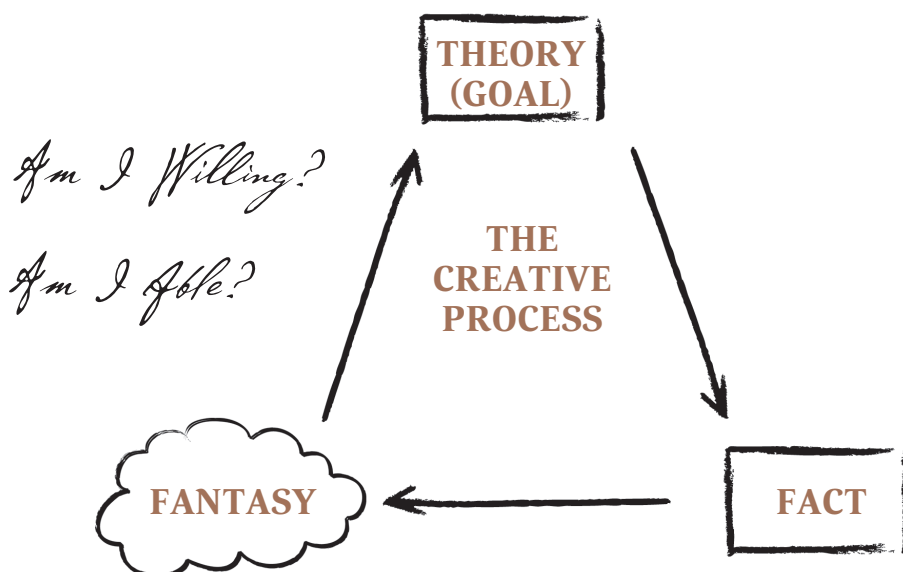 THEORY
(GOAL)
Am I Willing?
Am I Able?
THE
CREATIVE
PROCESS
FANTASY
FACT